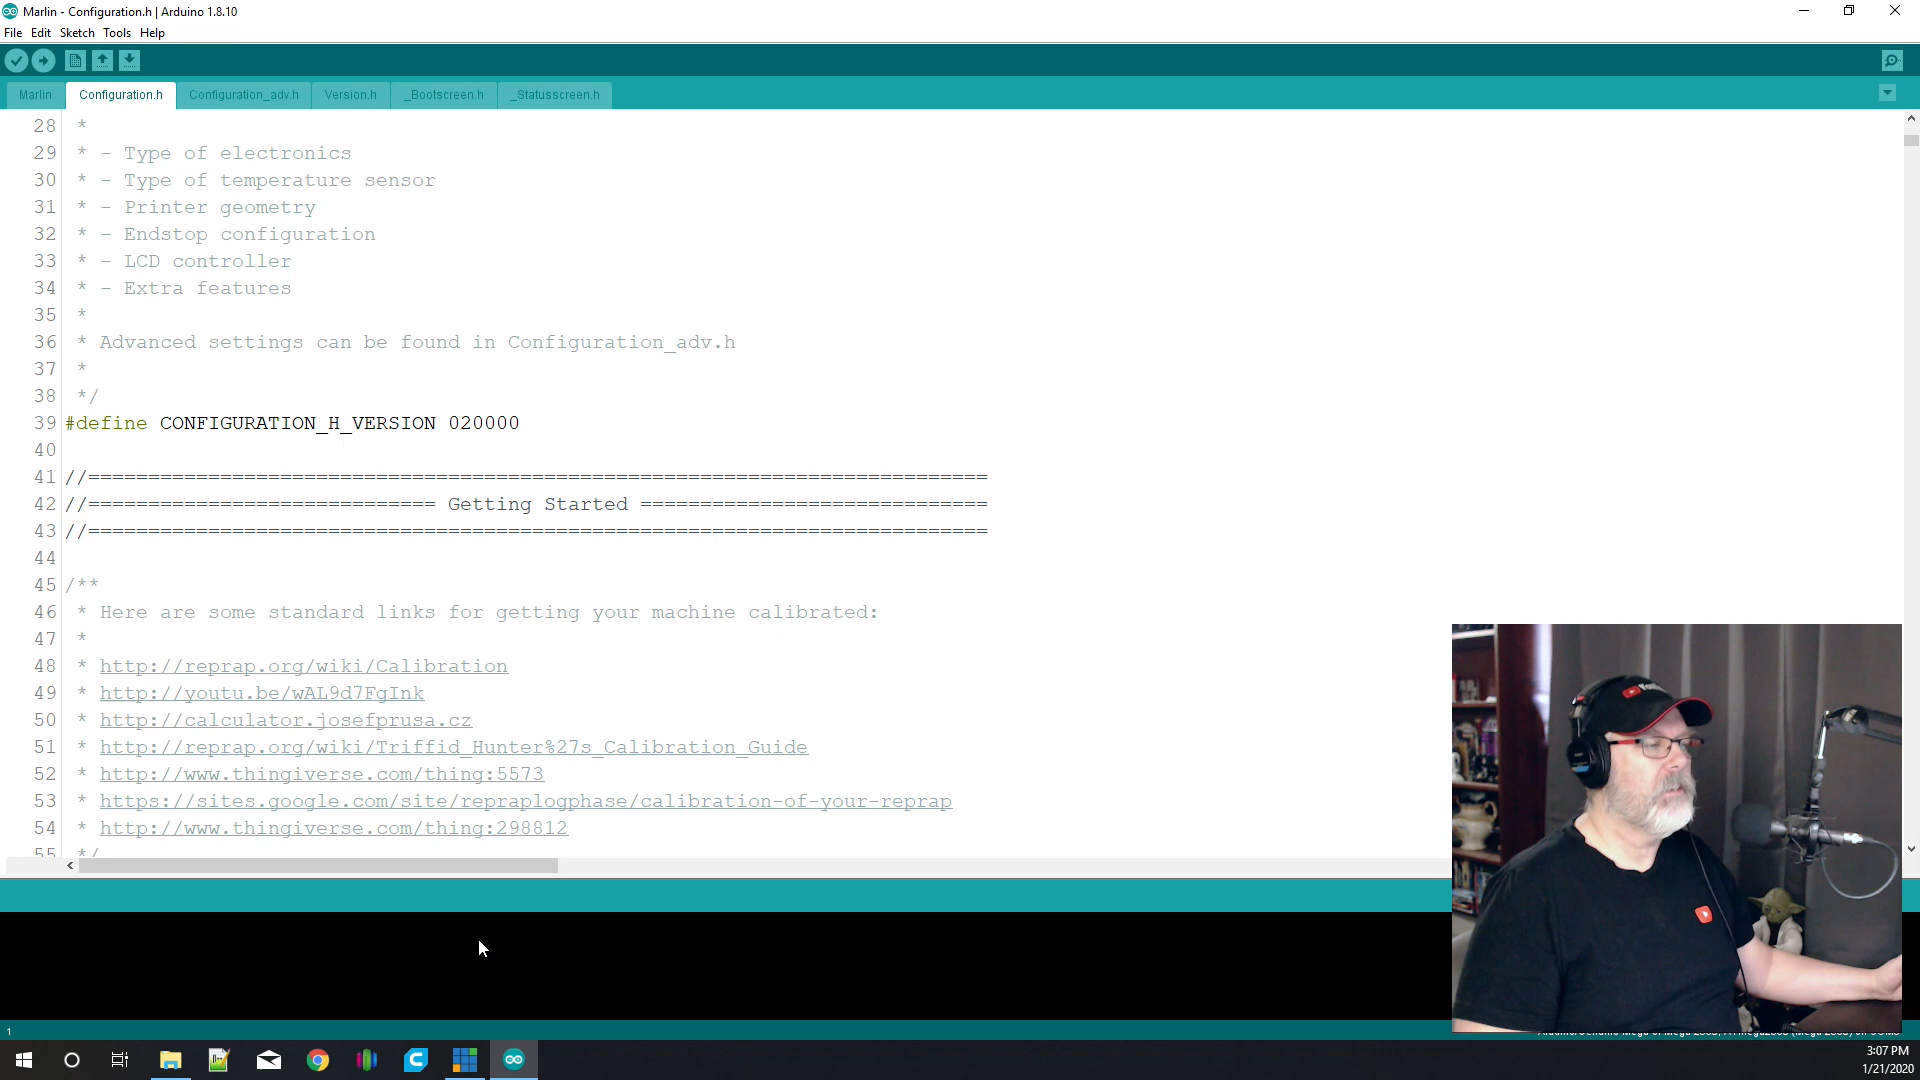 Marlin - Configuration.h | Arduino 1.8.10
File Edit Sketch Tools Help
Marlin Configuration.h Configuration_adv.h Version.h _Bootscreen.h _Statusscreen.h
28 *
29 * - Type of electronics
30 * - Type of temperature sensor
31 * - Printer geometry
32 * - Endstop configuration
33 * - LCD controller
34 * - Extra features
35 *
36 * Advanced settings can be found in Configuration_adv.h
37 *
38 */
39 #define CONFIGURATION_H_VERSION 020000
40
41 //===========================================================================
42 //============================= Getting Started =============================
43 //===========================================================================
44
45 /**
46 * Here are some standard links for getting your machine calibrated:
47 *
48 * http://reprap.org/wiki/Calibration
49 * http://youtu.be/wAL9d7FgInk
50 * http://calculator.josefprusa.cz
51 * http://reprap.org/wiki/Triffid_Hunter%27s_Calibration_Guide
52 * http://www.thingiverse.com/thing:5573
53 * https://sites.google.com/site/repraplogphase/calibration-of-your-reprap
54 * http://www.thingiverse.com/thing:298812
55 */
1
3:07 PM
1/21/2020